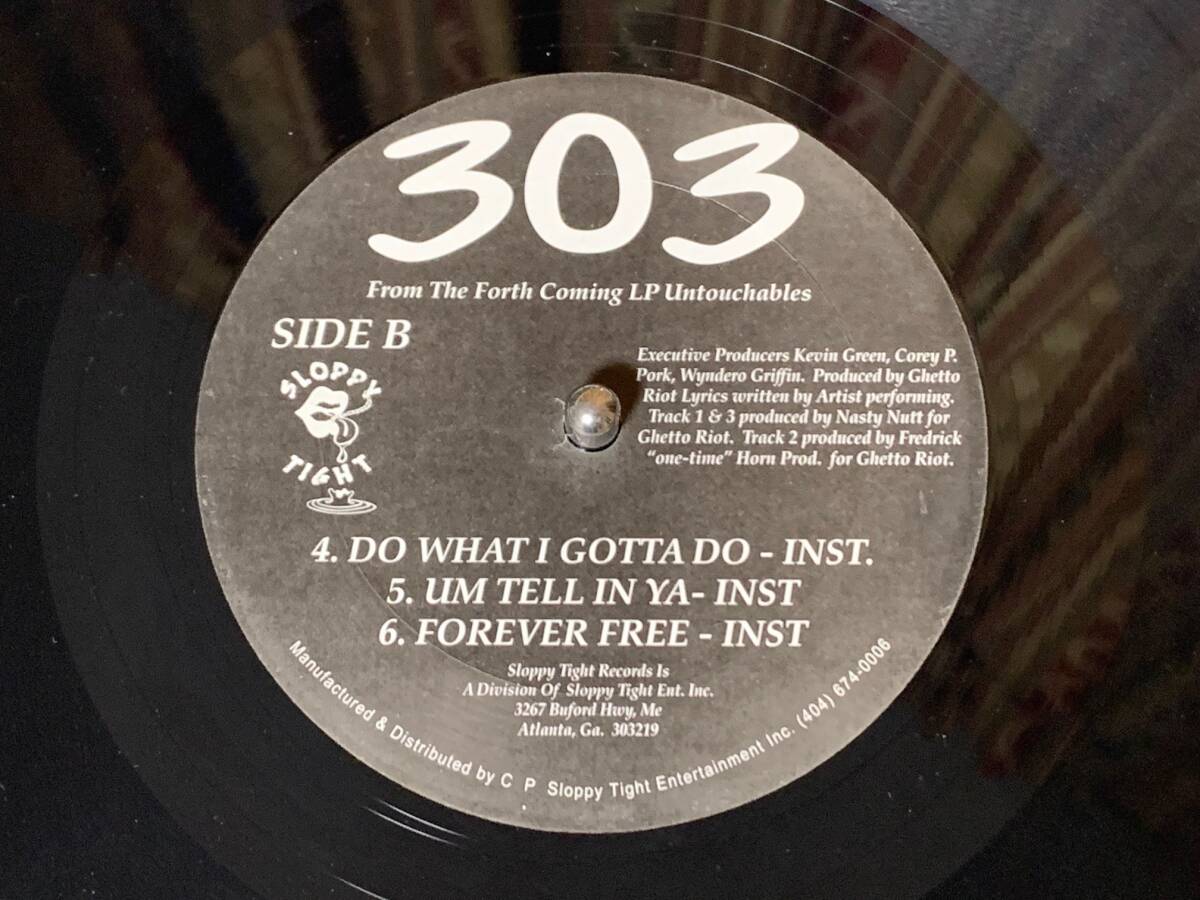 303
From The Forth Coming LP Untouchables
SIDE B
SLOPPY
TIGHT
Executive Producers Kevin Green, Corey P.
Pork, Wyndero Griffin. Produced by Ghetto
Riot Lyrics written by Artist performing.
Track 1 & 3 produced by Nasty Nutt for
Ghetto Riot. Track 2 produced by Fredrick
"one-time" Horn Prod. for Ghetto Riot.
4. DO WHAT I GOTTA DO - INST.
5. UM TELL IN YA- INST
6. FOREVER FREE - INST
Sloppy Tight Records Is
A Division Of Sloppy Tight Ent. Inc.
3267 Buford Hwy, Me
Atlanta, Ga. 303219
Manufactured & Distributed by C P Sloppy Tight Entertainment Inc. (404) 674-0006